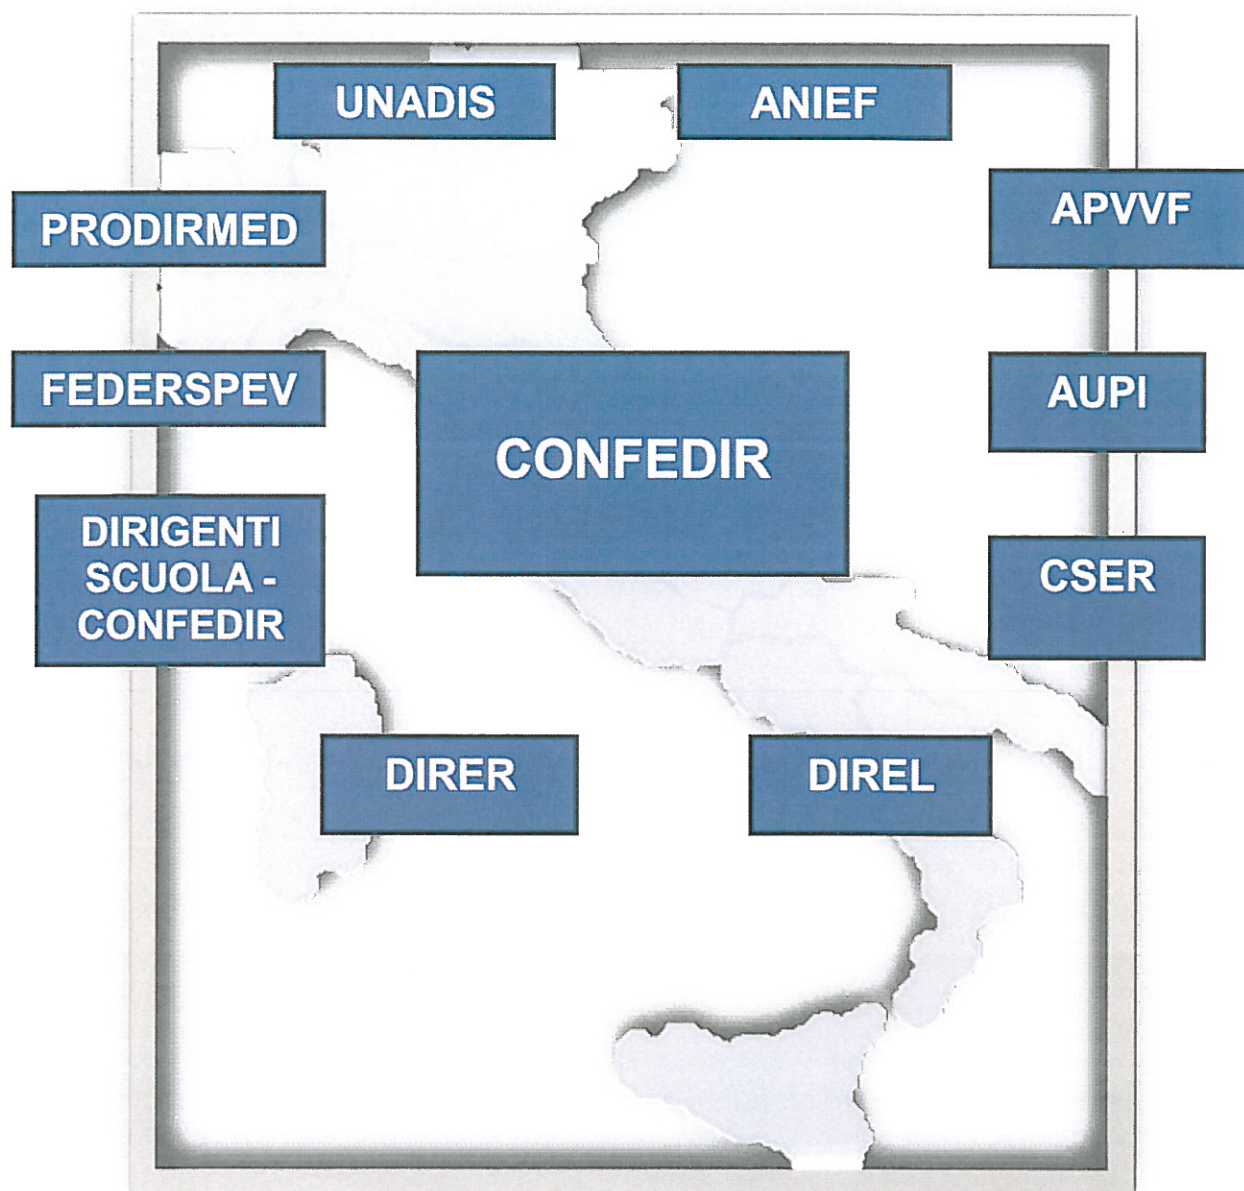 UNADIS
ANIEF
PRODIRMED
APVVF
FEDERSPEV
CONFEDIR
AUPI
DIRIGENTI
SCUOLA -
CONFEDIR
CSER
DIRER
DIREL